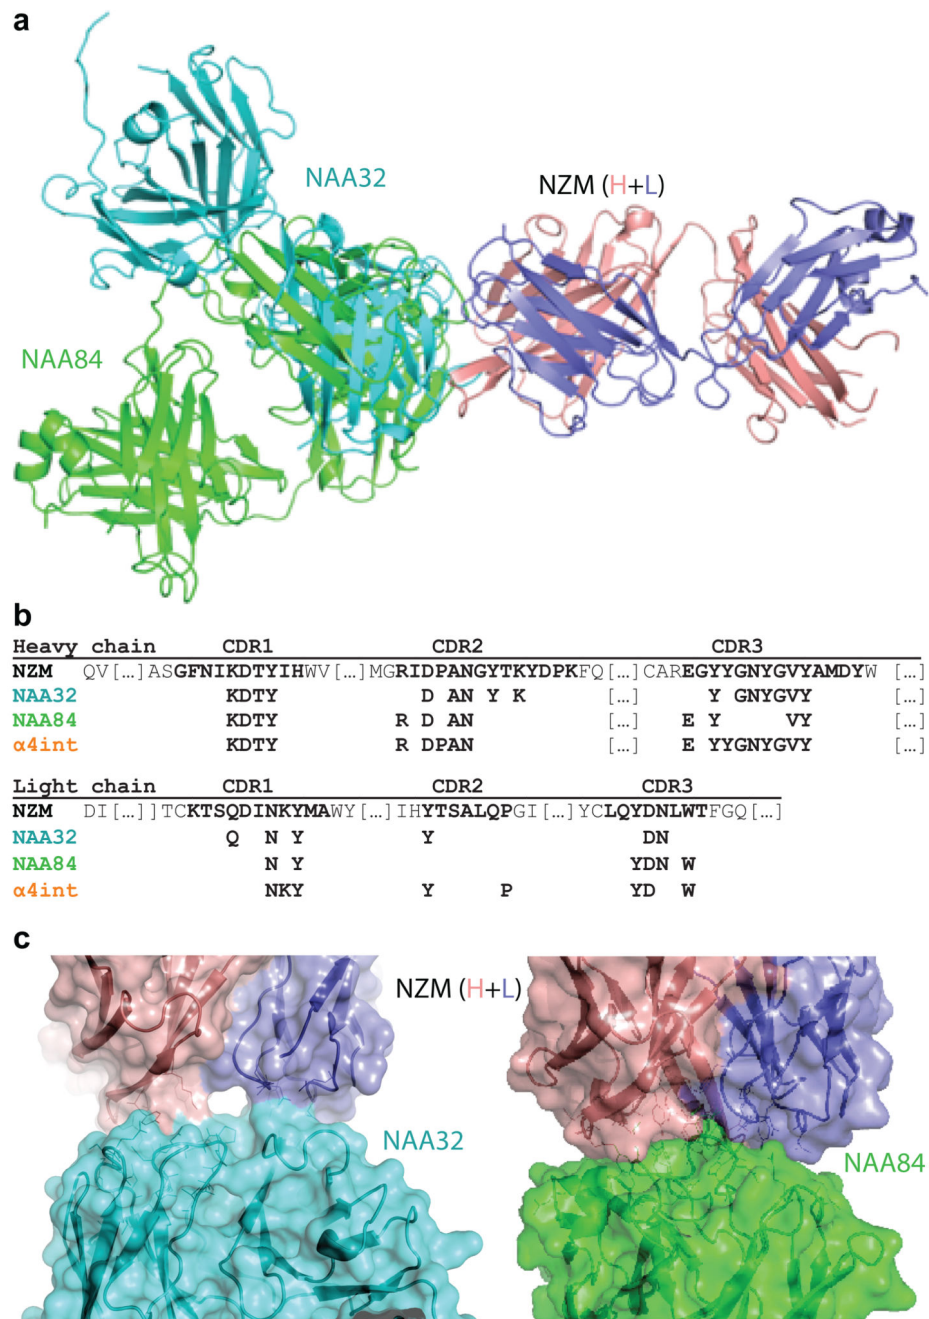 a
NAA32
NZM (H+L)
NAA84
b
Heavy chain CDR1 CDR2 CDR3
NZM QV[…]ASGFNIKDTYIHWV[…]MGRIDPANGYTKYDPKFQ[…]CAREGYYGNYGVYAMDYW […]
NAA32 KDTY D AN Y K […] Y GNYGVY […]
NAA84 KDTY R D AN […] E Y VY […]
α4int KDTY R DPAN […] E YYGNYGVY […]
Light chain CDR1 CDR2 CDR3
NZM DI[…]]TCKTSQDINKYMAWY[…]IHYTSALQPGI[…]YCLQYDNLWTFGQ[…]
NAA32 Q N Y Y DN
NAA84 N Y YDN W
α4int NKY Y P YD W
c
NZM (H+L)
NAA32
NAA84